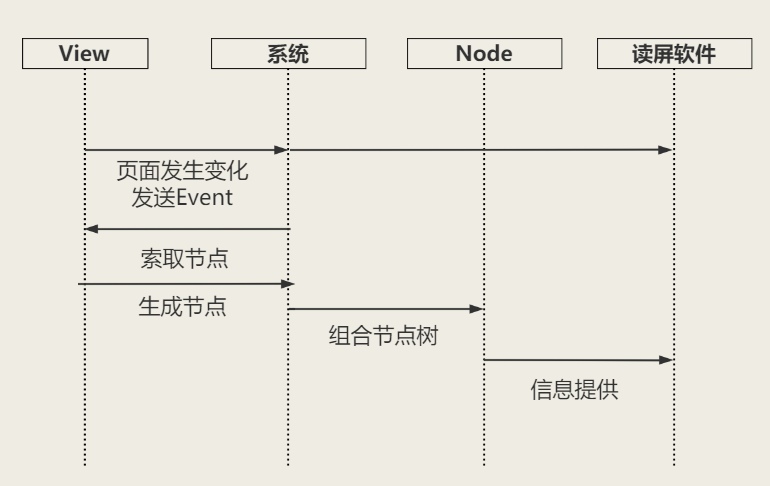 View
系统
Node
读屏软件
页面发生变化
发送Event
索取节点
生成节点
组合节点树
信息提供